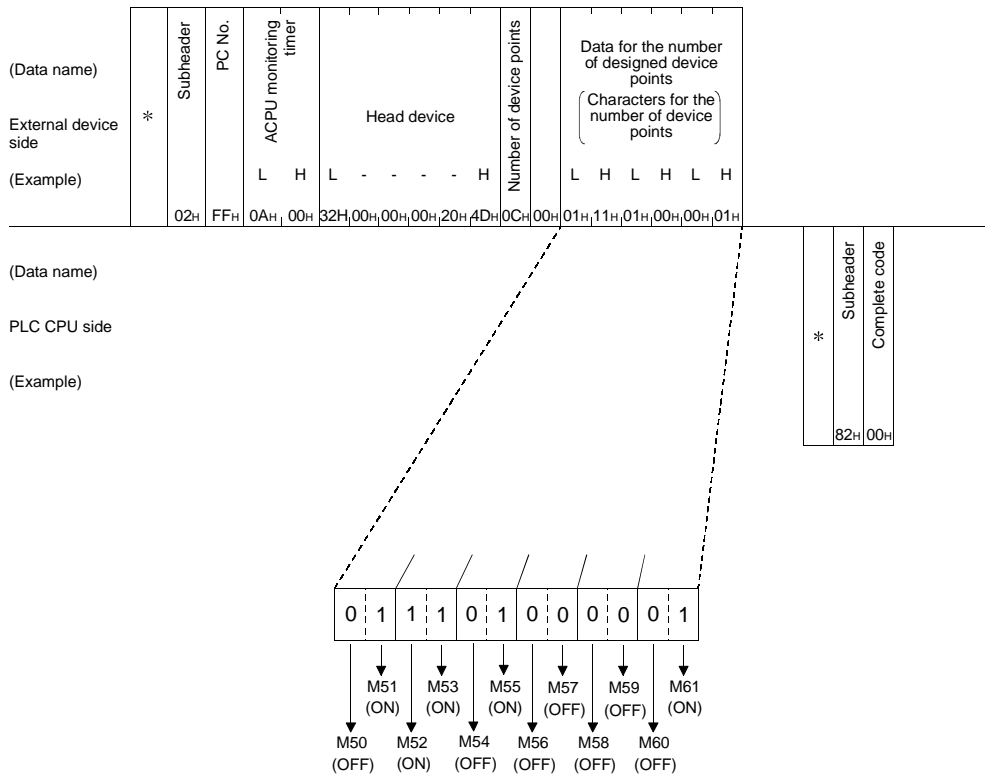 (Data name)
External device
side
(Example)
*
Subheader
02H
PC No.
FFH
ACPU monitoring
timer
L H
0AH 00H
Head device
L - - - - H
32H 00H 00H 00H 20H 4DH
Number of device points
0CH 00H
Data for the number
of designed device
points
(Characters for the
number of device
points)
L H L H L H
01H 11H 01H 00H 00H 01H
(Data name)
PLC CPU side
(Example)
*
Subheader
82H
Complete code
00H
0 1 1 1 0 1 0 0 0 0 0 1
M51 M53 M55 M57 M59 M61
(ON) (ON) (ON) (OFF) (OFF) (ON)
M50 M52 M54 M56 M58 M60
(OFF) (ON) (OFF) (OFF) (OFF) (OFF)